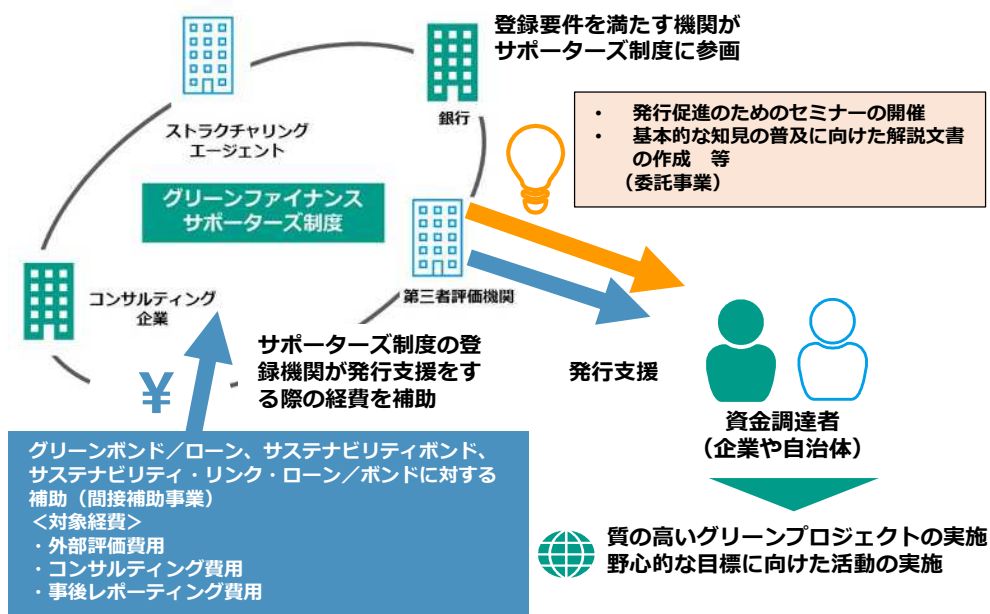 登録要件を満たす機関が
サポーターズ制度に参画
ストラクチャリング
エージェント
銀行
・ 発行促進のためのセミナーの開催
・ 基本的な知見の普及に向けた解説文書
の作成 等
（委託事業）
グリーンファイナンス
サポーターズ制度
第三者評価機関
コンサルティング
企業
サポーターズ制度の登
録機関が発行支援をす
る際の経費を補助
発行支援
¥
資金調達者
（企業や自治体）
グリーンボンド／ローン、サステナビリティボンド、
サステナビリティ・リンク・ローン／ボンドに対する
補助（間接補助事業）
＜対象経費＞
・外部評価費用
・コンサルティング費用
・事後レポーティング費用
質の高いグリーンプロジェクトの実施
野心的な目標に向けた活動の実施